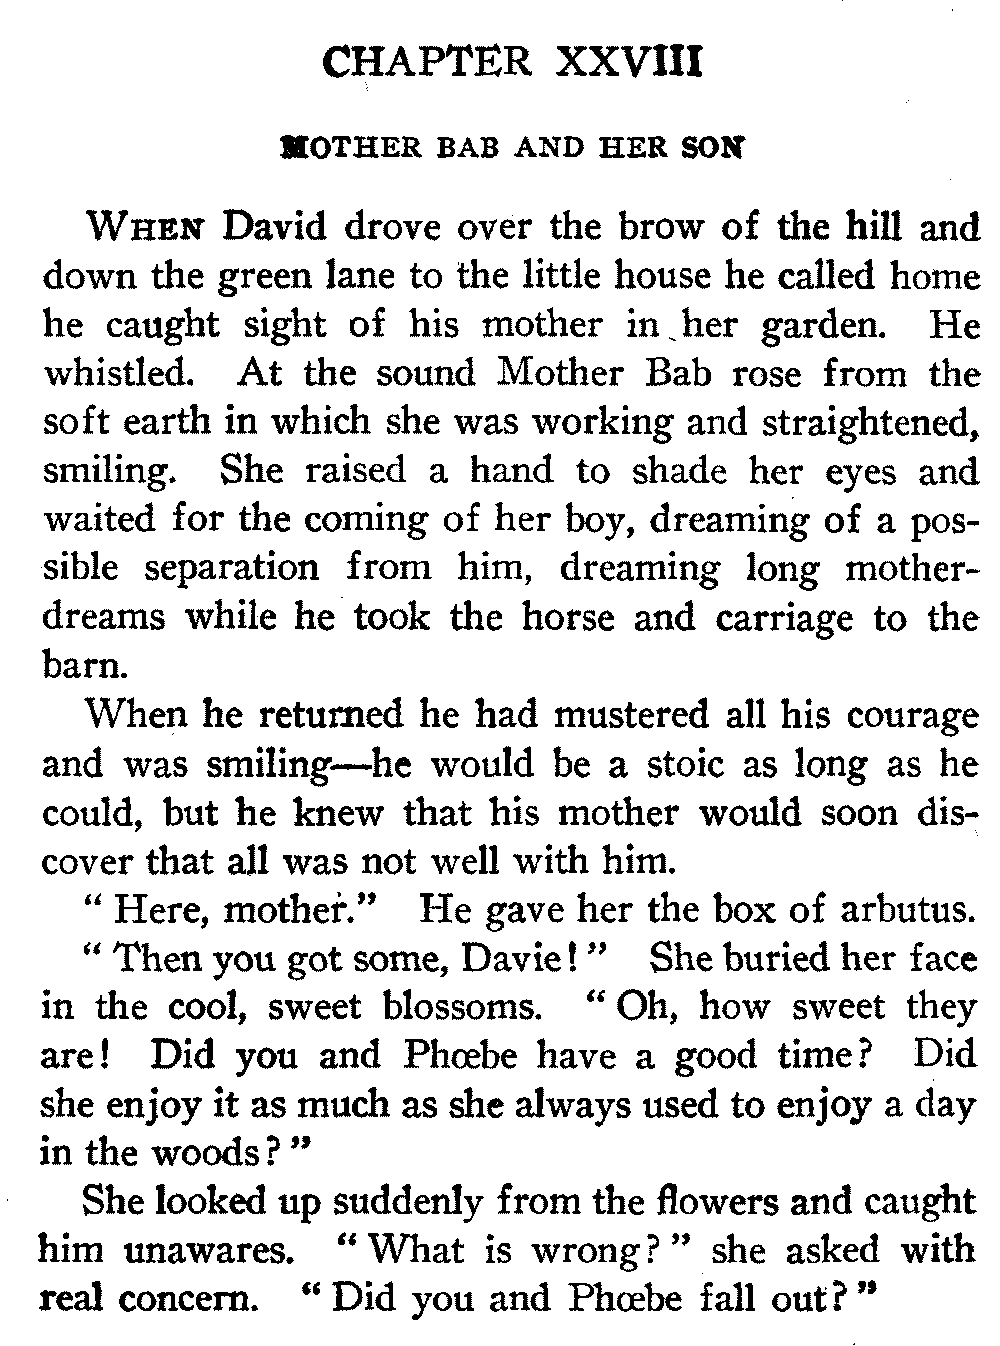 CHAPTER XXVIII
MOTHER BAB AND HER SON
WHEN David drove over the brow of the hill and
down the green lane to the little house he called home
he caught sight of his mother in her garden. He
whistled. At the sound Mother Bab rose from the
soft earth in which she was working and straightened,
smiling. She raised a hand to shade her eyes and
waited for the coming of her boy, dreaming of a pos-
sible separation from him, dreaming long mother-
dreams while he took the horse and carriage to the
barn.
When he returned he had mustered all his courage
and was smiling—he would be a stoic as long as he
could, but he knew that his mother would soon dis-
cover that all was not well with him.
“ Here, mother.” He gave her the box of arbutus.
“ Then you got some, Davie! ” She buried her face
in the cool, sweet blossoms. “ Oh, how sweet they
are! Did you and Phœbe have a good time? Did
she enjoy it as much as she always used to enjoy a day
in the woods? ”
She looked up suddenly from the flowers and caught
him unawares. “ What is wrong? ” she asked with
real concern. “ Did you and Phœbe fall out? ”